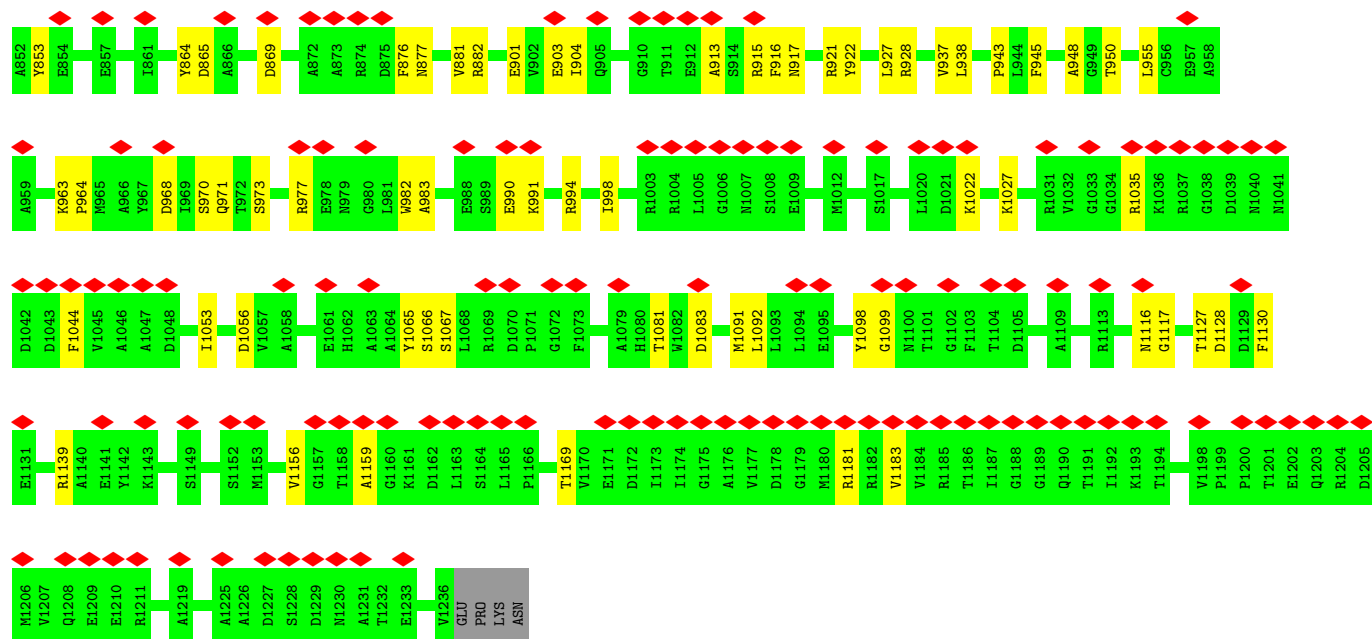 A852 Y853 E854 E857 I861 Y864 D865 A866 D869 A872 A873 R874 D875 F876 N877 V881 R882 E901 V902 E903 I904 Q905 G910 T911 E912 A913 S914 R915 F916 N917 R921 Y922 L927 R928 V937 L938 P943 L944 F945 A948 G949 T950 L955 C956 E957 A958
A959 K963 P964 M965 A966 Y967 D968 I969 S970 Q971 T972 S973 R977 E978 N979 G980 L981 W982 A983 E988 S989 E990 K991 R994 I998 R1003 R1004 L1005 G1006 N1007 S1008 E1009 M1012 S1017 L1020 D1021 K1022 K1027 R1031 V1032 G1033 G1034 R1035 K1036 R1037 G1038 D1039 N1040 N1041
D1042 D1043 F1044 V1045 A1046 A1047 D1048 I1053 D1056 V1057 A1058 E1061 H1062 A1063 A1064 Y1065 S1066 S1067 L1068 R1069 D1070 P1071 G1072 F1073 A1079 H1080 T1081 W1082 D1083 M1091 L1092 L1093 L1094 E1095 Y1098 G1099 N1100 T1101 G1102 F1103 T1104 D1105 A1109 R1113 N1116 G1117 T1127 D1128 D1129 F1130
E1131 R1139 A1140 E1141 Y1142 K1143 S1149 S1152 M1153 V1156 G1157 T1158 A1159 G1160 K1161 D1162 L1163 S1164 L1165 P1166 T1169 V1170 E1171 D1172 I1173 I1174 G1175 A1176 V1177 D1178 G1179 M1180 R1181 R1182 V1183 V1184 R1185 T1186 I1187 G1188 G1189 Q1190 T1191 I1192 K1193 T1194 V1198 P1199 P1200 T1201 E1202 Q1203 R1204 D1205
M1206 V1207 Q1208 E1209 E1210 R1211 A1219 A1225 A1226 D1227 S1228 D1229 N1230 A1231 T1232 E1233 V1236 GLU PRO LYS ASN